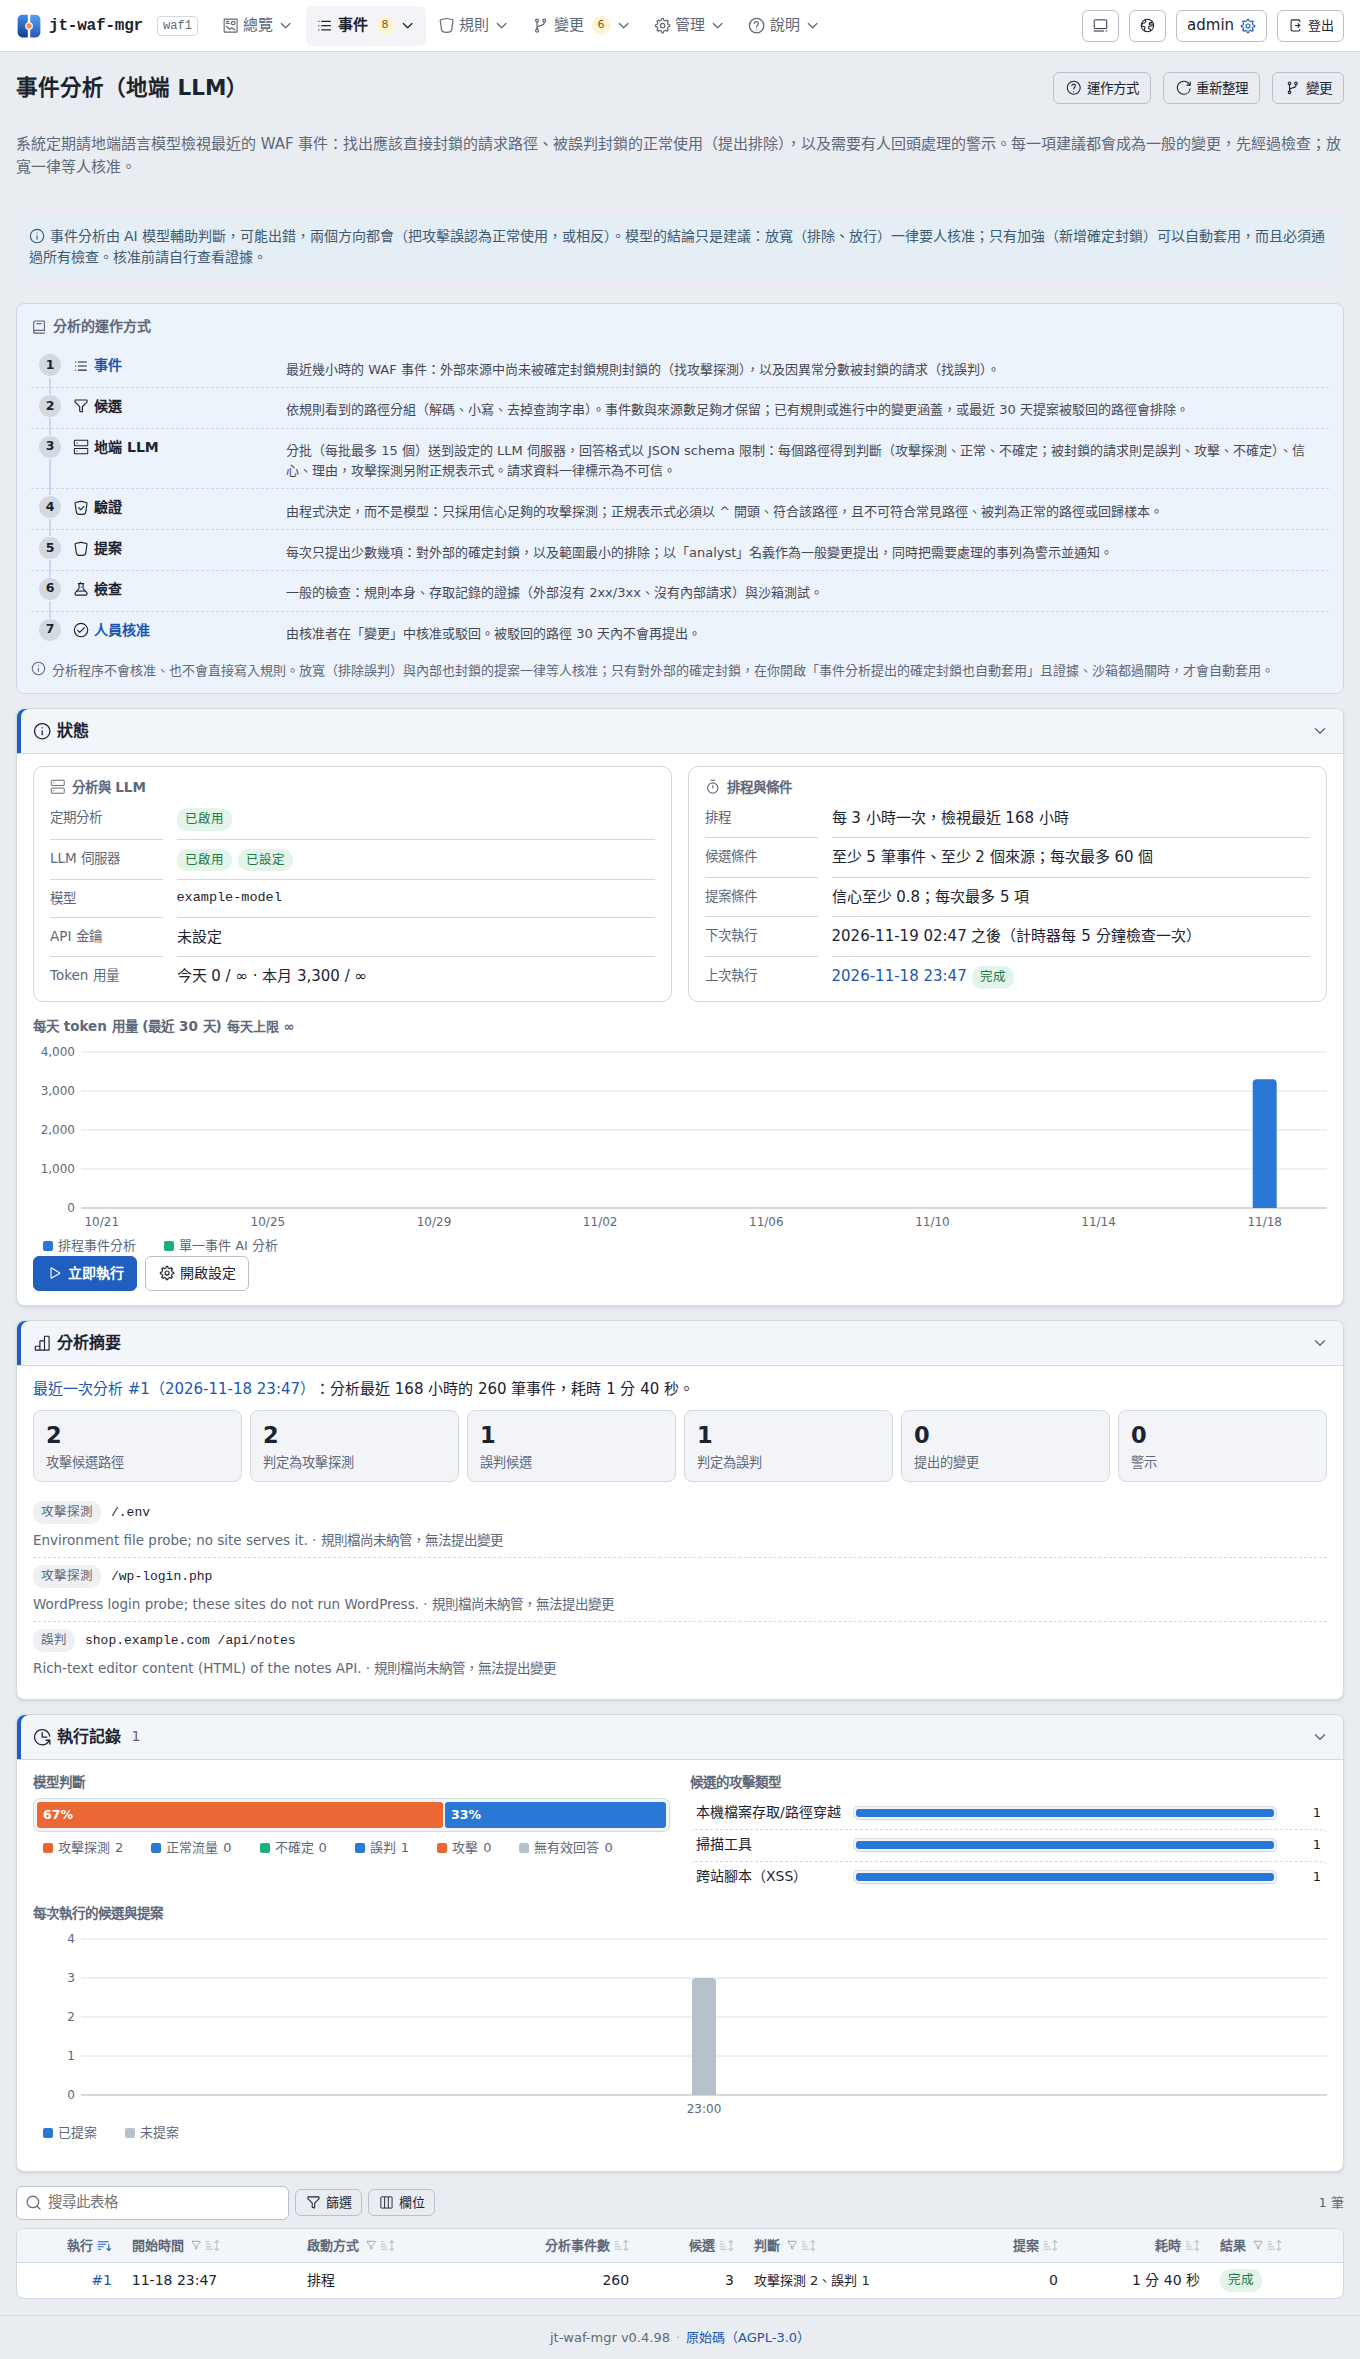 jt-waf-mgr waf1 總覽 事件 8 規則 變更 6 管理 說明 admin 登出
事件分析（地端 LLM） 運作方式 重新整理 變更
系統定期請地端語言模型檢視最近的 WAF 事件：找出應該直接封鎖的請求路徑、被誤判封鎖的正常使用（提出排除），以及需要有人回頭處理的警示。每一項建議都會成為一般的變更，先經過檢查；放
寬一律等人核准。
事件分析由 AI 模型輔助判斷，可能出錯，兩個方向都會（把攻擊誤認為正常使用，或相反）。模型的結論只是建議：放寬（排除、放行）一律要人核准；只有加強（新增確定封鎖）可以自動套用，而且必須通
過所有檢查。核准前請自行查看證據。
分析的運作方式
1 事件 最近幾小時的 WAF 事件：外部來源中尚未被確定封鎖規則封鎖的（找攻擊探測），以及因異常分數被封鎖的請求（找誤判）。
2 候選 依規則看到的路徑分組（解碼、小寫、去掉查詢字串）。事件數與來源數足夠才保留；已有規則或進行中的變更涵蓋，或最近 30 天提案被駁回的路徑會排除。
3 地端 LLM 分批（每批最多 15 個）送到設定的 LLM 伺服器，回答格式以 JSON schema 限制：每個路徑得到判斷（攻擊探測、正常、不確定；被封鎖的請求則是誤判、攻擊、不確定）、信
心、理由，攻擊探測另附正規表示式。請求資料一律標示為不可信。
4 驗證 由程式決定，而不是模型：只採用信心足夠的攻擊探測；正規表示式必須以 ^ 開頭、符合該路徑，且不可符合常見路徑、被判為正常的路徑或回歸樣本。
5 提案 每次只提出少數幾項：對外部的確定封鎖，以及範圍最小的排除；以「analyst」名義作為一般變更提出，同時把需要處理的事列為警示並通知。
6 檢查 一般的檢查：規則本身、存取記錄的證據（外部沒有 2xx/3xx、沒有內部請求）與沙箱測試。
7 人員核准 由核准者在「變更」中核准或駁回。被駁回的路徑 30 天內不會再提出。
分析程序不會核准、也不會直接寫入規則。放寬（排除誤判）與內部也封鎖的提案一律等人核准；只有對外部的確定封鎖，在你開啟「事件分析提出的確定封鎖也自動套用」且證據、沙箱都過關時，才會自動套用。
狀態
分析與 LLM
定期分析 已啟用
LLM 伺服器 已啟用 已設定
模型 example-model
API 金鑰 未設定
Token 用量 今天 0 / ∞ · 本月 3,300 / ∞
排程與條件
排程 每 3 小時一次，檢視最近 168 小時
候選條件 至少 5 筆事件、至少 2 個來源；每次最多 60 個
提案條件 信心至少 0.8；每次最多 5 項
下次執行 2026-11-19 02:47 之後（計時器每 5 分鐘檢查一次）
上次執行 2026-11-18 23:47 完成
每天 token 用量 (最近 30 天) 每天上限 ∞
4,000
3,000
2,000
1,000
0
10/21 10/25 10/29 11/02 11/06 11/10 11/14 11/18
排程事件分析 單一事件 AI 分析
立即執行 開啟設定
分析摘要
最近一次分析 #1（2026-11-18 23:47）：分析最近 168 小時的 260 筆事件，耗時 1 分 40 秒。
2 2 1 1 0 0
攻擊候選路徑 判定為攻擊探測 誤判候選 判定為誤判 提出的變更 警示
攻擊探測 /.env
Environment file probe; no site serves it. · 規則檔尚未納管，無法提出變更
攻擊探測 /wp-login.php
WordPress login probe; these sites do not run WordPress. · 規則檔尚未納管，無法提出變更
誤判 shop.example.com /api/notes
Rich-text editor content (HTML) of the notes API. · 規則檔尚未納管，無法提出變更
執行記錄 1
模型判斷
67% 33%
攻擊探測 2 正常流量 0 不確定 0 誤判 1 攻擊 0 無有效回答 0
候選的攻擊類型
本機檔案存取/路徑穿越 1
掃描工具 1
跨站腳本（XSS） 1
每次執行的候選與提案
4
3
2
1
0
23:00
已提案 未提案
搜尋此表格 篩選 欄位 1 筆
執行 開始時間 啟動方式 分析事件數 候選 判斷 提案 耗時 結果
#1 11-18 23:47 排程 260 3 攻擊探測 2、誤判 1 0 1 分 40 秒 完成
jt-waf-mgr v0.4.98 · 原始碼（AGPL-3.0）